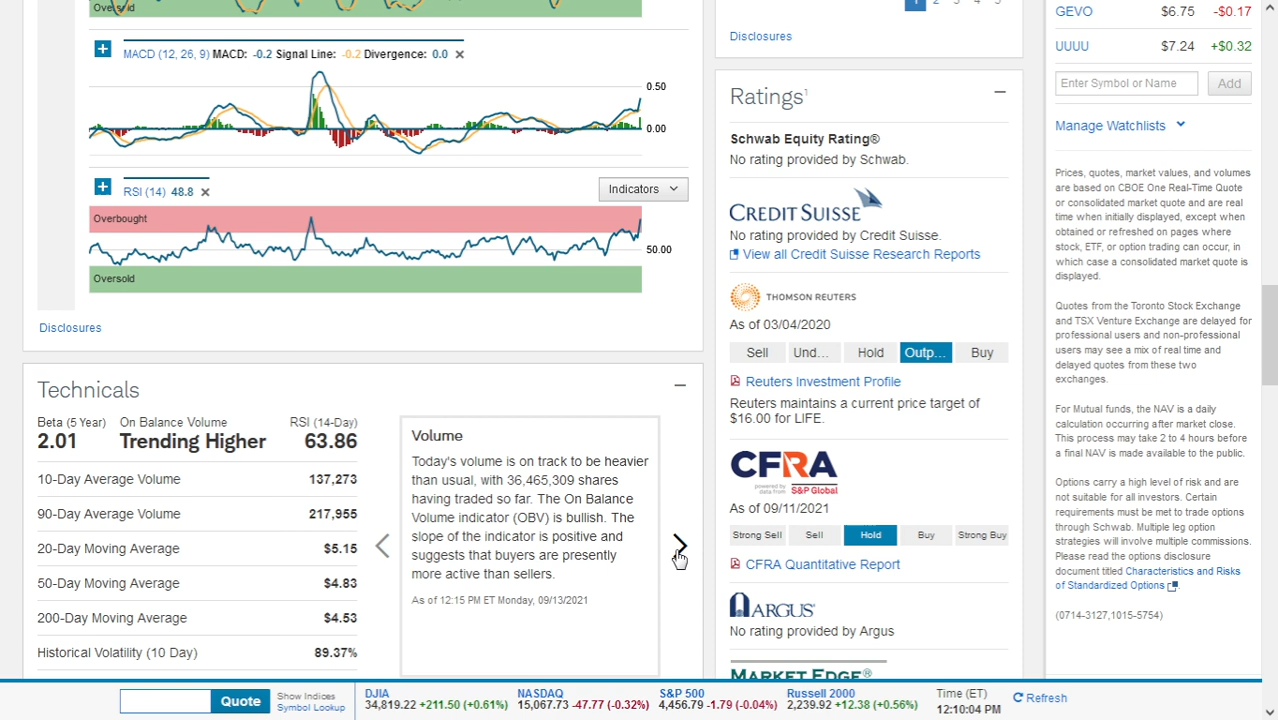 Oversold
MACD (12, 26, 9) MACD: -0.2 Signal Line: -0.2 Divergence: 0.0 ×
0.50
0.00
RSI (14) 48.8 ×
Indicators
Overbought
50.00
Oversold
Disclosures
Technicals
Beta (5 Year)
2.01
On Balance Volume
Trending Higher
RSI (14-Day)
63.86
10-Day Average Volume 137,273
90-Day Average Volume 217,955
20-Day Moving Average $5.15
50-Day Moving Average $4.83
200-Day Moving Average $4.53
Historical Volatility (10 Day) 89.37%
Volume
Today's volume is on track to be heavier
than usual, with 36,465,309 shares
having traded so far. The On Balance
Volume indicator (OBV) is bullish. The
slope of the indicator is positive and
suggests that buyers are presently
more active than sellers.
As of 12:15 PM ET Monday, 09/13/2021
1 2 3 4 5
Disclosures
Ratings¹
Schwab Equity Rating®
No rating provided by Schwab.
CREDIT SUISSE
No rating provided by Credit Suisse.
View all Credit Suisse Research Reports
THOMSON REUTERS
As of 03/04/2020
Sell Und... Hold Outp... Buy
Reuters Investment Profile
Reuters maintains a current price target of
$16.00 for LIFE.
CFRA
powered by
data from S&P Global
As of 09/11/2021
Strong Sell Sell Hold Buy Strong Buy
CFRA Quantitative Report
ARGUS®
No rating provided by Argus
MARKET EDGE®
GEVO $6.75 -$0.17
UUUU $7.24 +$0.32
Enter Symbol or Name Add
Manage Watchlists
Prices, quotes, market values, and volumes
are based on CBOE One Real-Time Quote
or consolidated market quote and are real
time when initially displayed, except when
obtained or refreshed on pages where
stock, ETF, or option trading can occur, in
which case a consolidated market quote is
displayed.
Quotes from the Toronto Stock Exchange
and TSX Venture Exchange are delayed for
professional users and non-professional
users may see a mix of real time and
delayed quotes from these two
exchanges.
For Mutual funds, the NAV is a daily
calculation occurring after market close.
This process may take 2 to 4 hours before
a final NAV is made available to the public.
Options carry a high level of risk and are
not suitable for all investors. Certain
requirements must be met to trade options
through Schwab. Multiple leg option
strategies will involve multiple commissions.
Please read the options disclosure
document titled Characteristics and Risks
of Standardized Options.
(0714-3127,1015-5754)
Quote
Show Indices
Symbol Lookup
DJIA
34,819.22 +211.50 (+0.61%)
NASDAQ
15,067.73 -47.77 (-0.32%)
S&P 500
4,456.79 -1.79 (-0.04%)
Russell 2000
2,239.92 +12.38 (+0.56%)
Time (ET)
12:10:04 PM
Refresh